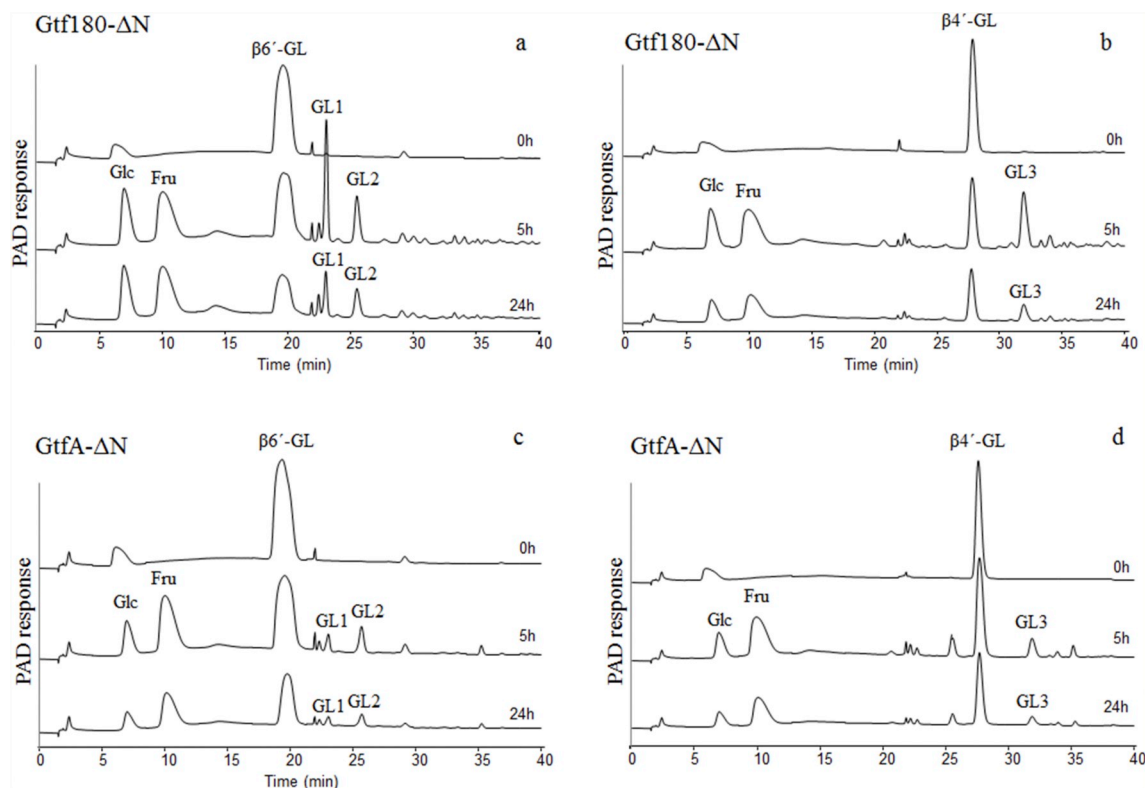 Gtf180-ΔN
a
β6´-GL
GL1
0h
Glc
Fru
GL2
5h
GL1
GL2
24h
PAD response
0 5 10 15 20 25 30 35 40
Time (min)
Gtf180-ΔN
b
β4´-GL
0h
Glc
Fru
GL3
5h
GL3
24h
PAD response
0 5 10 15 20 25 30 35 40
Time (min)
GtfA-ΔN
c
β6´-GL
0h
Glc
Fru
GL1
GL2
5h
GL1
GL2
24h
PAD response
0 5 10 15 20 25 30 35 40
Time (min)
GtfA-ΔN
d
β4´-GL
0h
Glc
Fru
GL3
5h
GL3
24h
PAD response
0 5 10 15 20 25 30 35 40
Time (min)